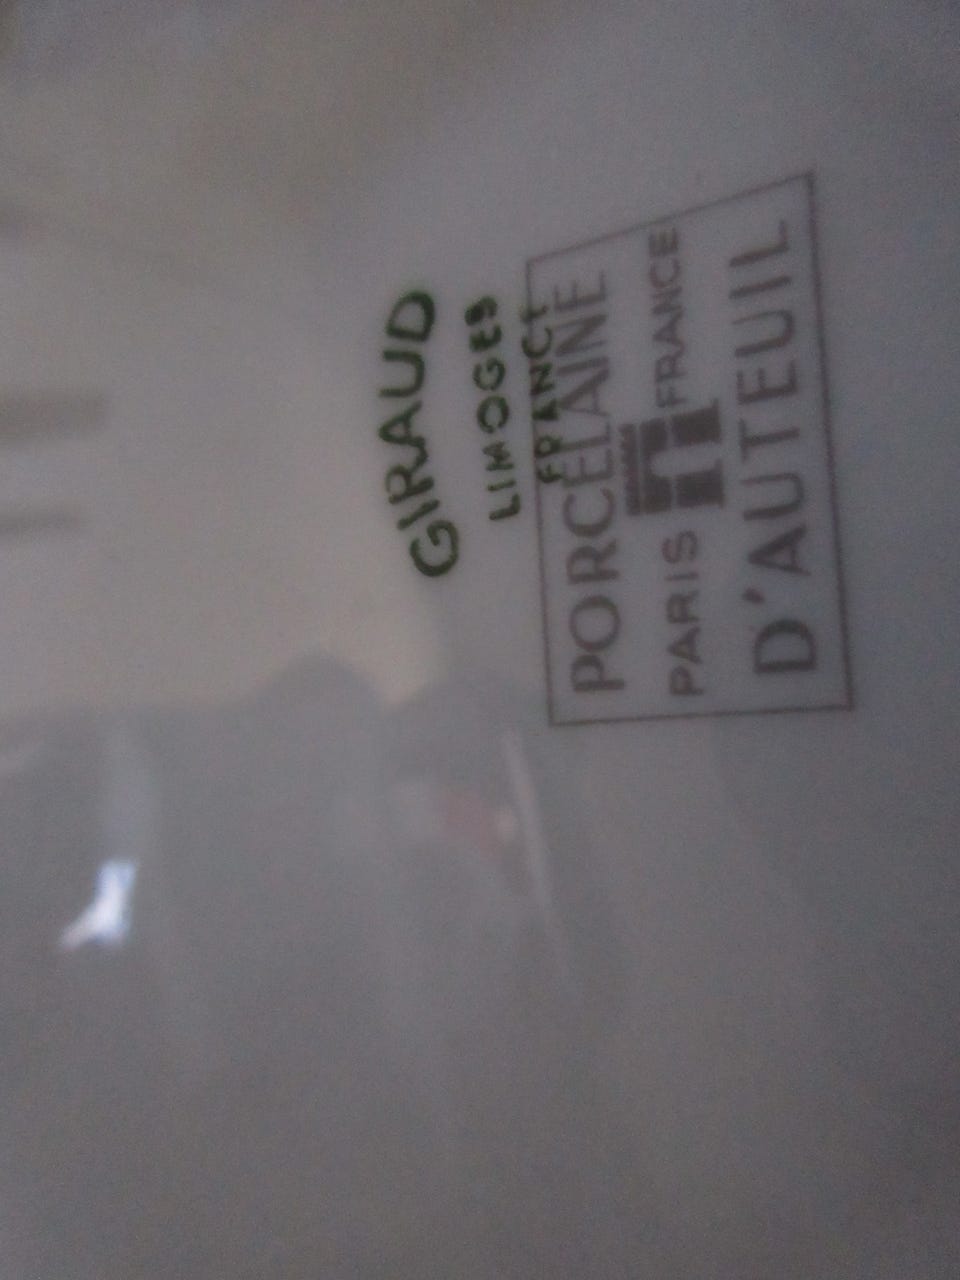 GIRAUD
LIMOGES
FRANCE
PORCELAINE
PARIS FRANCE
D'AUTEUIL